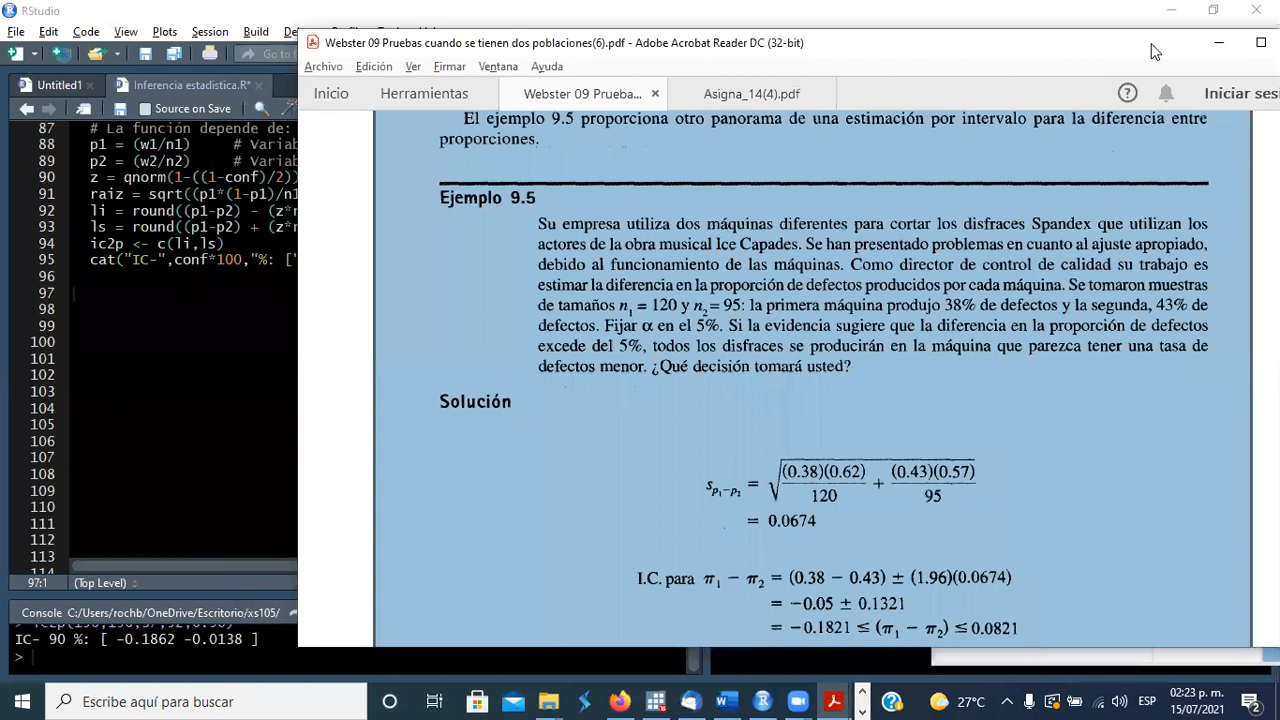 RStudio
File Edit Code View Plots Session Build
Webster 09 Pruebas cuando se tienen dos poblaciones(6).pdf - Adobe Acrobat Reader DC (32-bit)
Archivo Edición Ver Firmar Ventana Ayuda
Inicio Herramientas Webster 09 Prueba... × Asigna_14(4).pdf ? Iniciar sesi
Go to
Untitled1 Inferencia estadistica.R*
Source on Save
87 # La función depende de:
88 p1 = (w1/n1) # Varia
89 p2 = (w2/n2) # Varia
90 z = qnorm(1-((1-conf)/2))
91 raiz = sqrt((p1*(1-p1)/n1
92 li = round((p1-p2) - (z*r
93 ls = round((p1-p2) + (z*r
94 ic2p <- c(li,ls)
95 cat("IC-",conf*100,"%: ["
96
97
98
99
100
101
102
103
104
105
106
107
108
109
110
111
112
113
97:1 (Top Level)
Console C:/Users/rochb/OneDrive/Escritorio/xs105/
IC- 90 %: [ -0.1862 -0.0138 ]
>
El ejemplo 9.5 proporciona otro panorama de una estimación por intervalo para la diferencia entre
proporciones.
Ejemplo 9.5
Su empresa utiliza dos máquinas diferentes para cortar los disfraces Spandex que utilizan los
actores de la obra musical Ice Capades. Se han presentado problemas en cuanto al ajuste apropiado,
debido al funcionamiento de las máquinas. Como director de control de calidad su trabajo es
estimar la diferencia en la proporción de defectos producidos por cada máquina. Se tomaron muestras
de tamaños n₁ = 120 y n₂ = 95: la primera máquina produjo 38% de defectos y la segunda, 43% de
defectos. Fijar α en el 5%. Si la evidencia sugiere que la diferencia en la proporción de defectos
excede del 5%, todos los disfraces se producirán en la máquina que parezca tener una tasa de
defectos menor. ¿Qué decisión tomará usted?
Solución
s_{p₁−p₂} = √((0.38)(0.62)/120 + (0.43)(0.57)/95)
= 0.0674
I.C. para π₁ − π₂ = (0.38 − 0.43) ± (1.96)(0.0674)
= −0.05 ± 0.1321
= −0.1821 ≤ (π₁ − π₂) ≤ 0.0821
Escribe aquí para buscar
27°C ESP 02:23 p. m.
15/07/2021
2